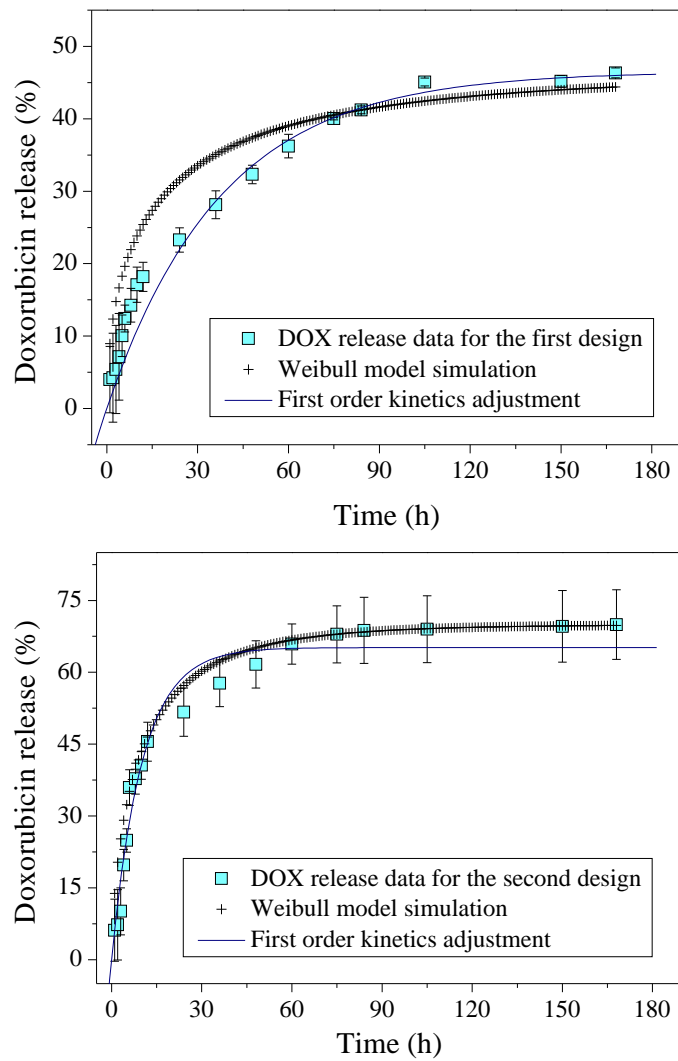 50
40
30
20
10
0
Doxorubicin release (%)
DOX release data for the first design
Weibull model simulation
First order kinetics adjustment
0 30 60 90 120 150 180
Time (h)
75
60
45
30
15
0
Doxorubicin release (%)
DOX release data for the second design
Weibull model simulation
First order kinetics adjustment
0 30 60 90 120 150 180
Time (h)